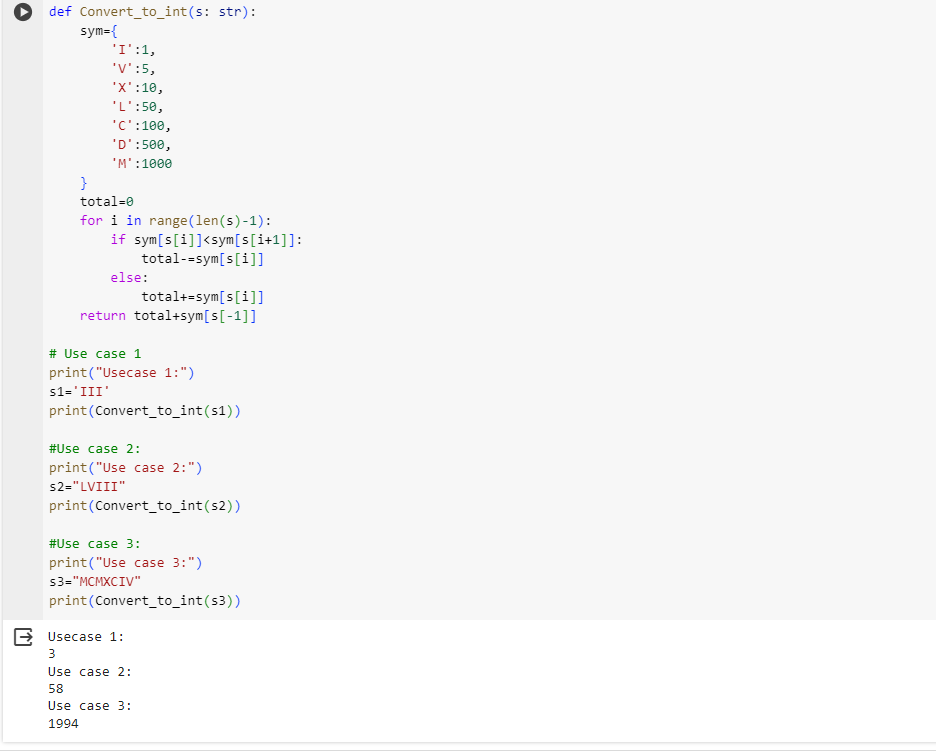 def Convert_to_int(s: str):
    sym={
        'I':1,
        'V':5,
        'X':10,
        'L':50,
        'C':100,
        'D':500,
        'M':1000
    }
    total=0
    for i in range(len(s)-1):
        if sym[s[i]]<sym[s[i+1]]:
            total-=sym[s[i]]
        else:
            total+=sym[s[i]]
    return total+sym[s[-1]]

# Use case 1
print("Usecase 1:")
s1='III'
print(Convert_to_int(s1))

#Use case 2:
print("Use case 2:")
s2="LVIII"
print(Convert_to_int(s2))

#Use case 3:
print("Use case 3:")
s3="MCMXCIV"
print(Convert_to_int(s3))

Usecase 1:
3
Use case 2:
58
Use case 3:
1994